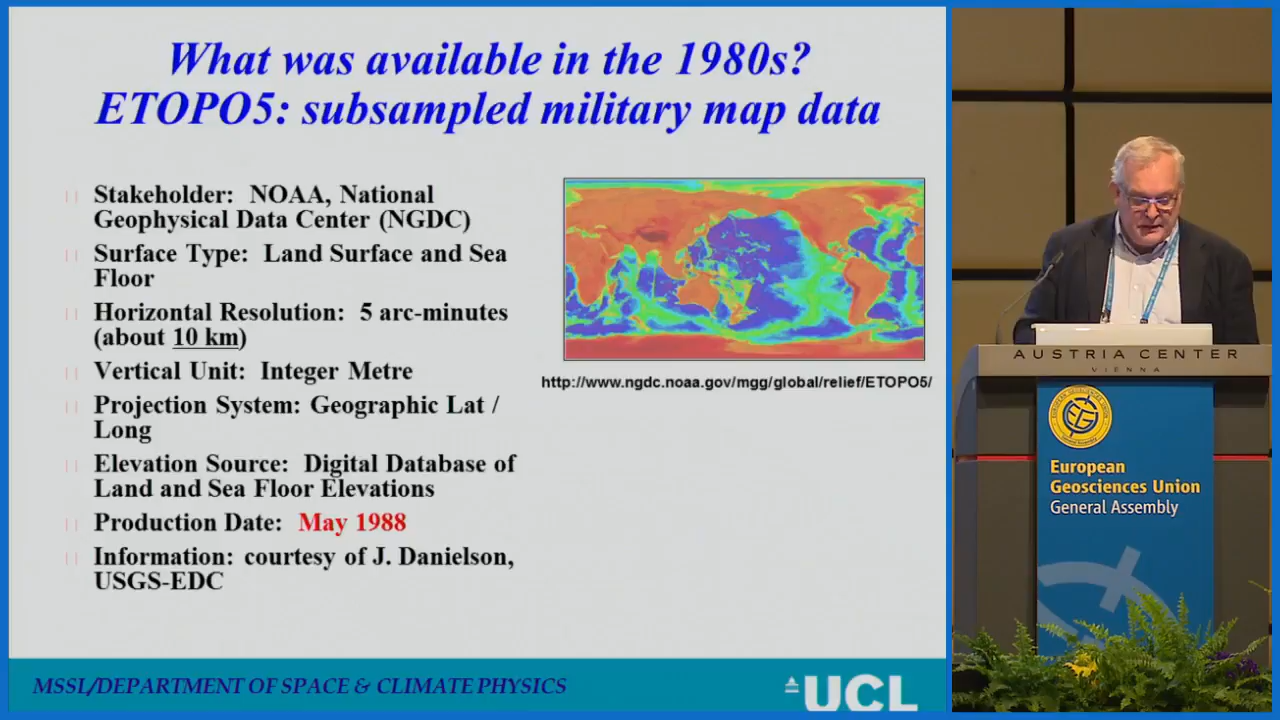 What was available in the 1980s?
ETOPO5: subsampled military map data
Stakeholder: NOAA, National
Geophysical Data Center (NGDC)
Surface Type: Land Surface and Sea
Floor
Horizontal Resolution: 5 arc-minutes
(about 10 km)
Vertical Unit: Integer Metre
Projection System: Geographic Lat /
Long
Elevation Source: Digital Database of
Land and Sea Floor Elevations
Production Date: May 1988
Information: courtesy of J. Danielson,
USGS-EDC
http://www.ngdc.noaa.gov/mgg/global/relief/ETOPO5/
MSSL/DEPARTMENT OF SPACE & CLIMATE PHYSICS
UCL
AUSTRIA CENTER
VIENNA
European
Geosciences Union
General Assembly